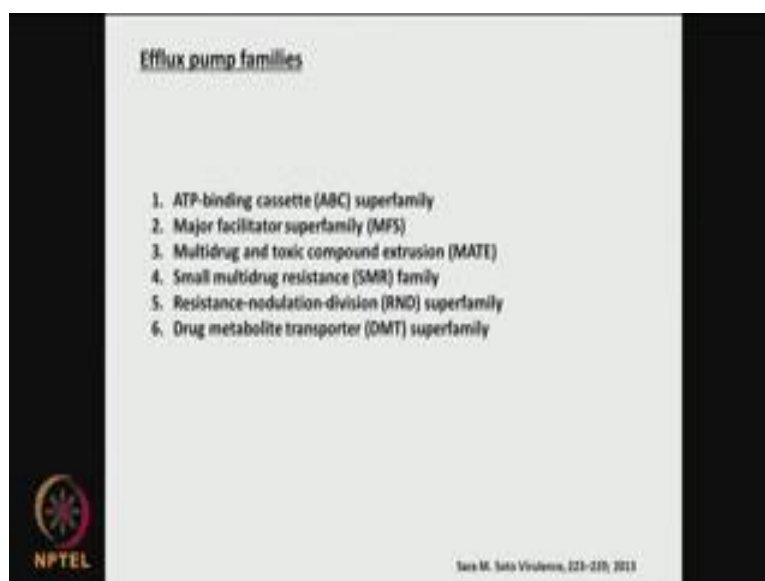 Efflux pump families
1. ATP-binding cassette (ABC) superfamily
2. Major facilitator superfamily (MFS)
3. Multidrug and toxic compound extrusion (MATE)
4. Small multidrug resistance (SMR) family
5. Resistance-nodulation-division (RND) superfamily
6. Drug metabolite transporter (DMT) superfamily
NPTEL
Sara M. Soto Virulence, 223–229; 2013